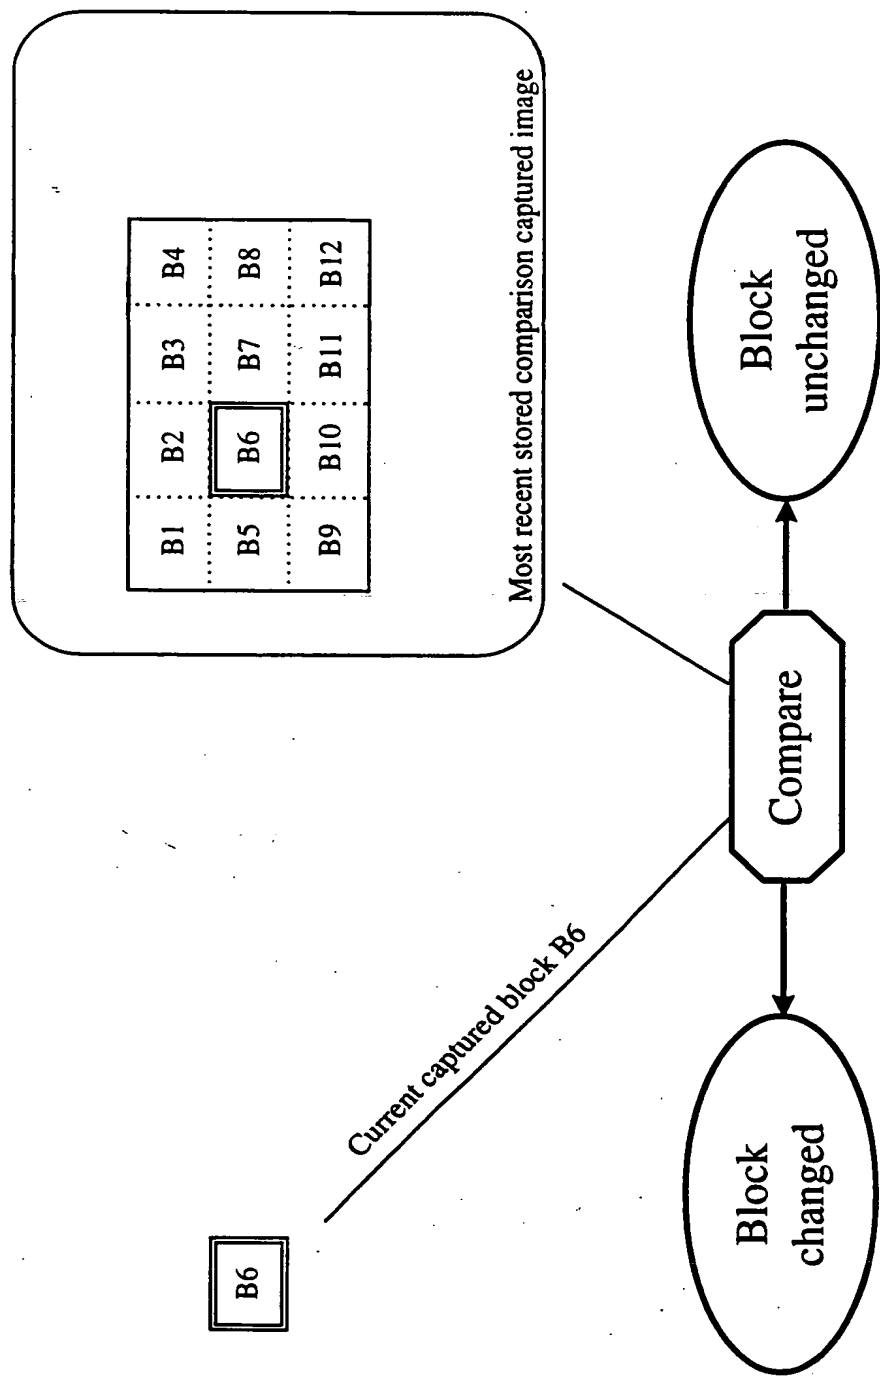 B6
B1 B2 B3 B4
B5 B6 B7 B8
B9 B10 B11 B12
Most recent stored comparison captured image
Current captured block B6
Compare
Block
changed
Block
unchanged